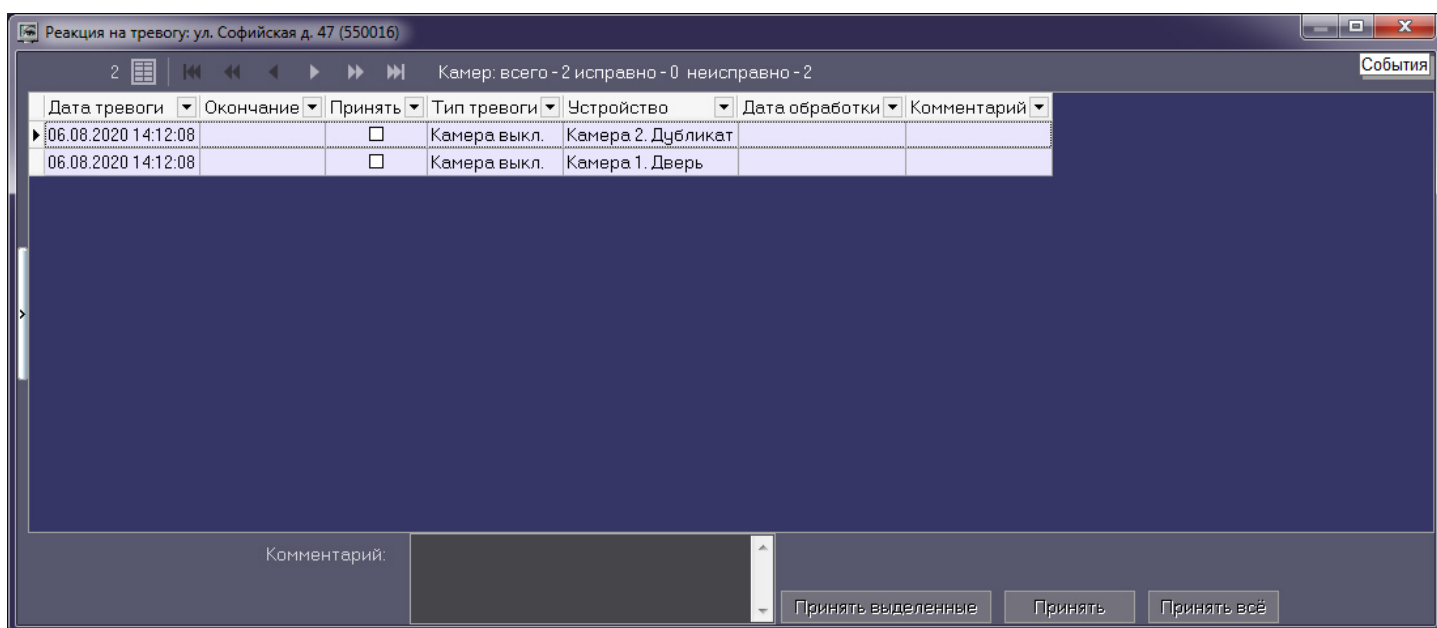 Реакция на тревогу: ул. Софийская д. 47 (550016)
2 Камер: всего - 2 исправно - 0 неисправно - 2 События
Дата тревоги Окончание Принять Тип тревоги Устройство Дата обработки Комментарий
06.08.2020 14:12:08 Камера выкл. Камера 2. Дубликат
06.08.2020 14:12:08 Камера выкл. Камера 1. Дверь
Комментарий:
Принять выделенные Принять Принять всё